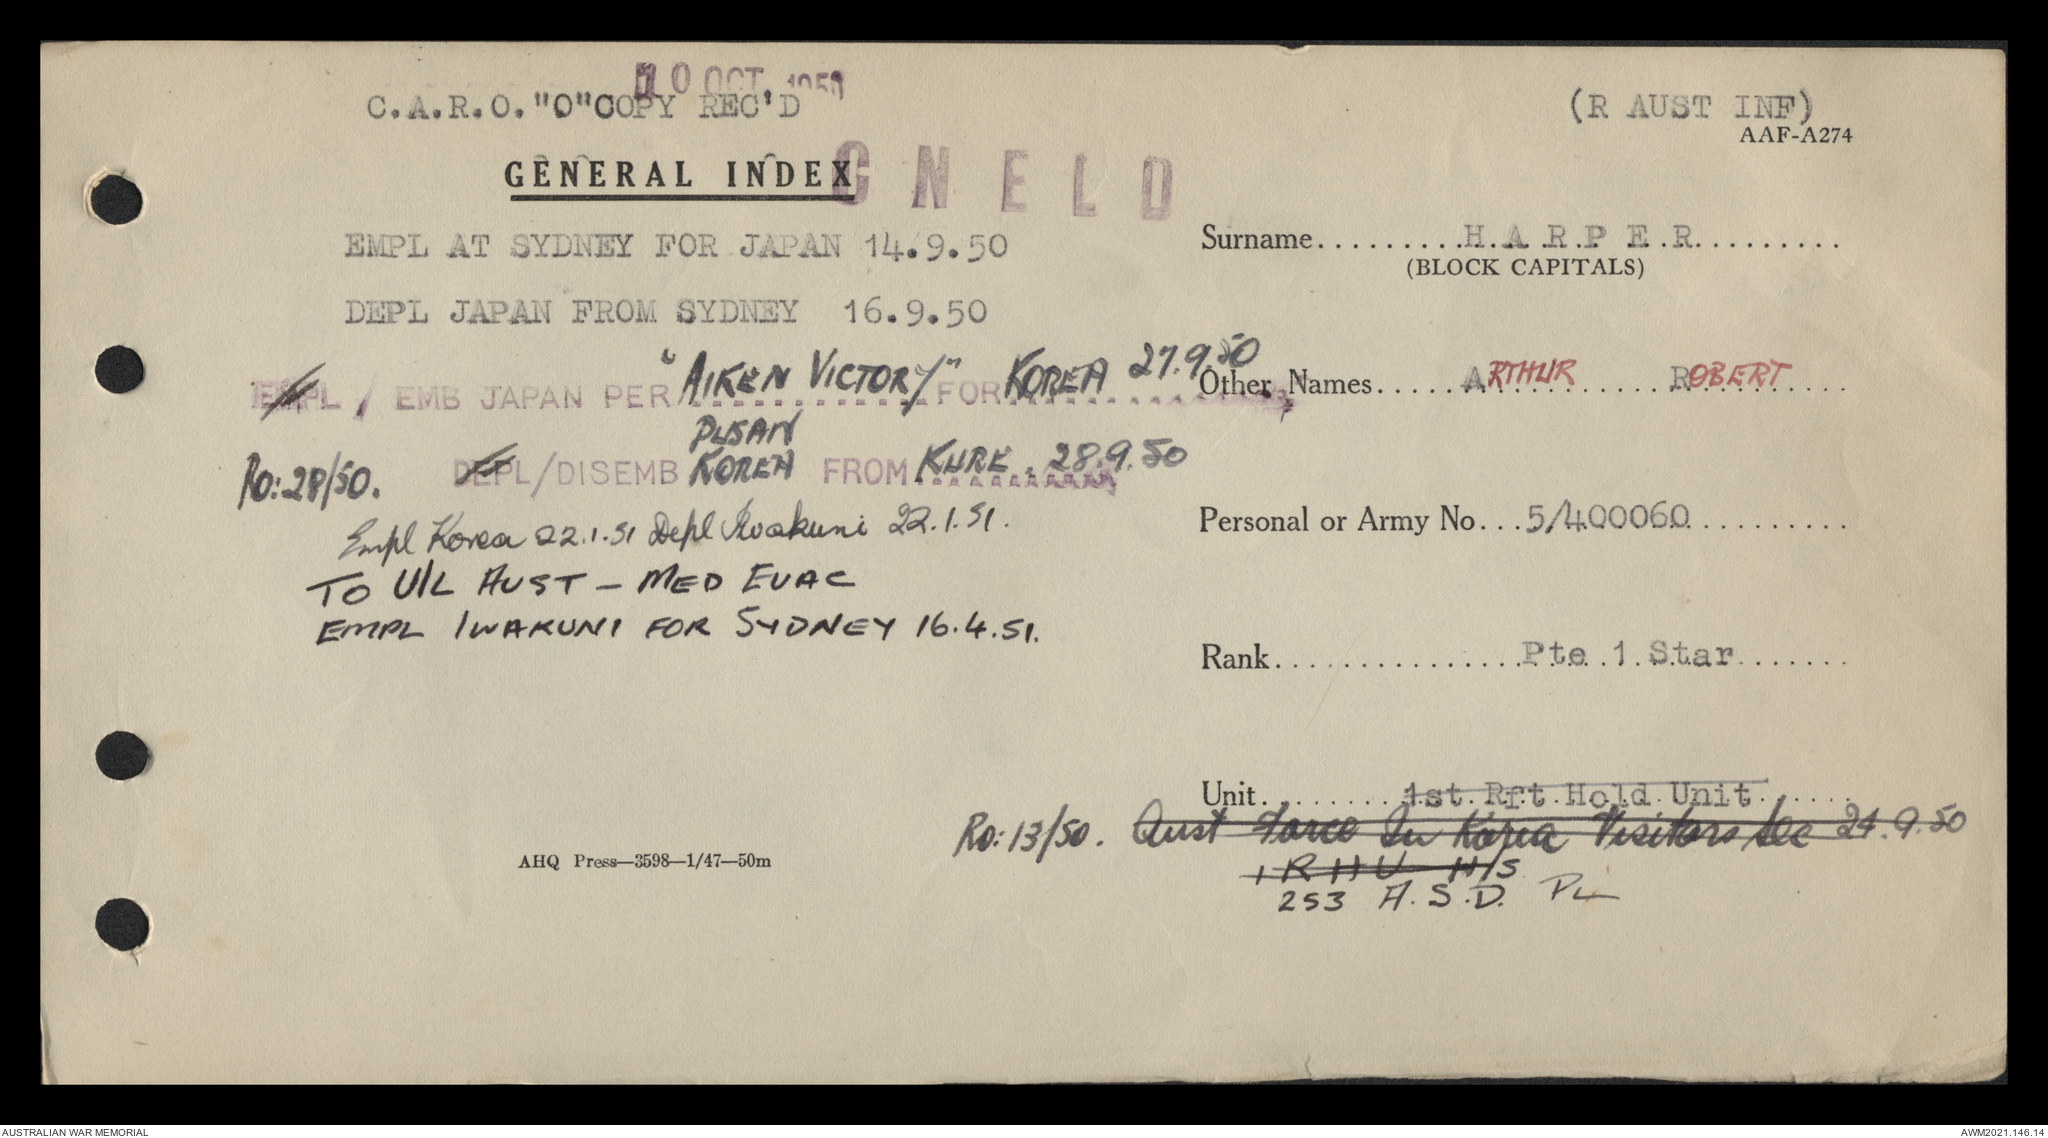 10 OCT. 1950
C.A.R.O. "O" COPY REC'D
(R AUST INF)
AAF-A274
GENERAL INDEX
C N E L D
EMPL AT SYDNEY FOR JAPAN 14.9.50
Surname H A R P E R
(BLOCK CAPITALS)
DEPL JAPAN FROM SYDNEY 16.9.50
EMPL / EMB JAPAN PER "AIKEN VICTORY" FOR KOREA 27.9.50
Other Names ARTHUR ROBERT
PUSAN
Ro: 28/50. DEPL/DISEMB KOREA FROM KURE. 28.9.50
Empl Korea 22.1.51 Depl Iwakuni 22.1.51.
Personal or Army No 5/400060
TO U/L AUST - MED EVAC
EMPL IWAKUNI FOR SYDNEY 16.4.51.
Rank Pte 1 Star
Unit 1st Rft Hold Unit
Ro: 13/50. Aust Force In Korea Visitors Sec 24.9.50
1 R H U H/S
253 A.S.D. PL
AHQ Press—3598—1/47—50m
AUSTRALIAN WAR MEMORIAL
AWM2021.146.14